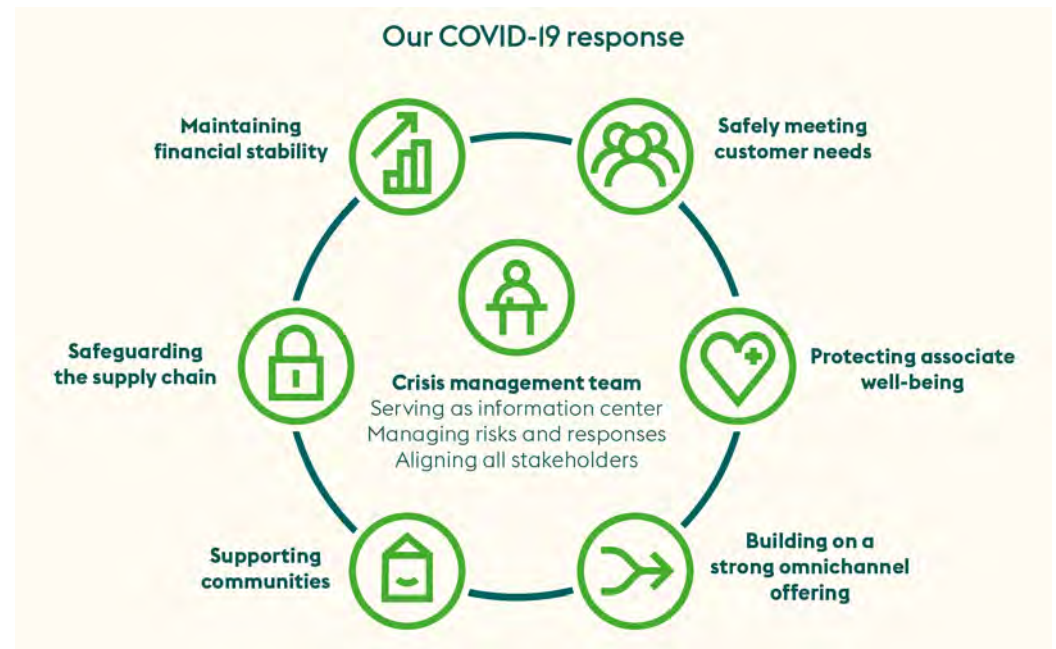 Our COVID-19 response
Maintaining
financial stability
Safely meeting
customer needs
Safeguarding
the supply chain
Crisis management team
Serving as information center
Managing risks and responses
Aligning all stakeholders
Protecting associate
well-being
Supporting
communities
Building on a
strong omnichannel
offering